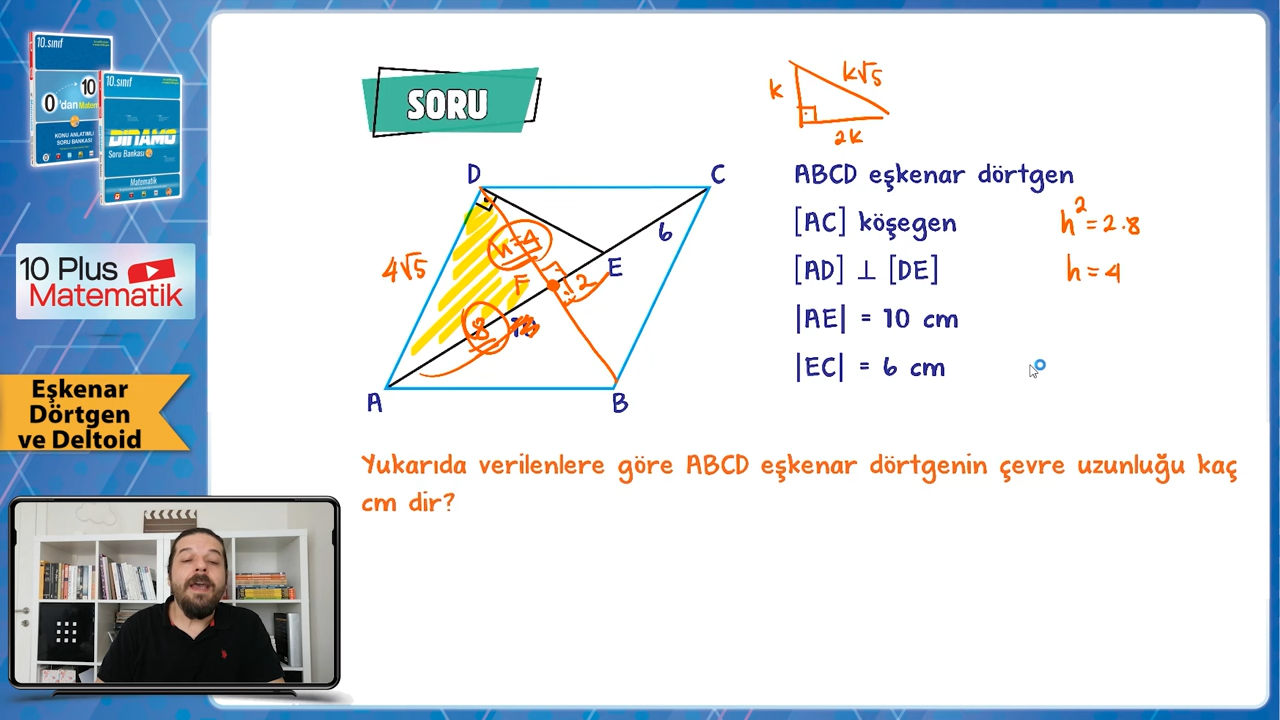 10.sınıf
0'dan 10
Matem
KONU ANLATIMLI
SORU BANKASI
10.sınıf
DİNAMO
Soru Bankası
Matematik
10 Plus
Matematik
Eşkenar
Dörtgen
ve Deltoid
SORU
k
k√5
2k
D
C
4√5
h=4
6
F
E
2
8
A
B
ABCD eşkenar dörtgen
[AC] köşegen
[AD] ⊥ [DE]
|AE| = 10 cm
|EC| = 6 cm
h² = 2.8
h = 4
Yukarıda verilenlere göre ABCD eşkenar dörtgenin çevre uzunluğu kaç
cm dir?